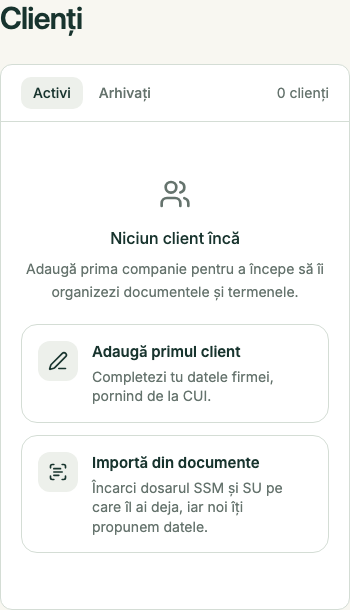 Clienți
Activi
Arhivați
0 clienți
Niciun client încă
Adaugă prima companie pentru a începe să îi
organizezi documentele și termenele.
Adaugă primul client
Completezi tu datele firmei,
pornind de la CUI.
Importă din documente
Încarci dosarul SSM și SU pe
care îl ai deja, iar noi îți
propunem datele.